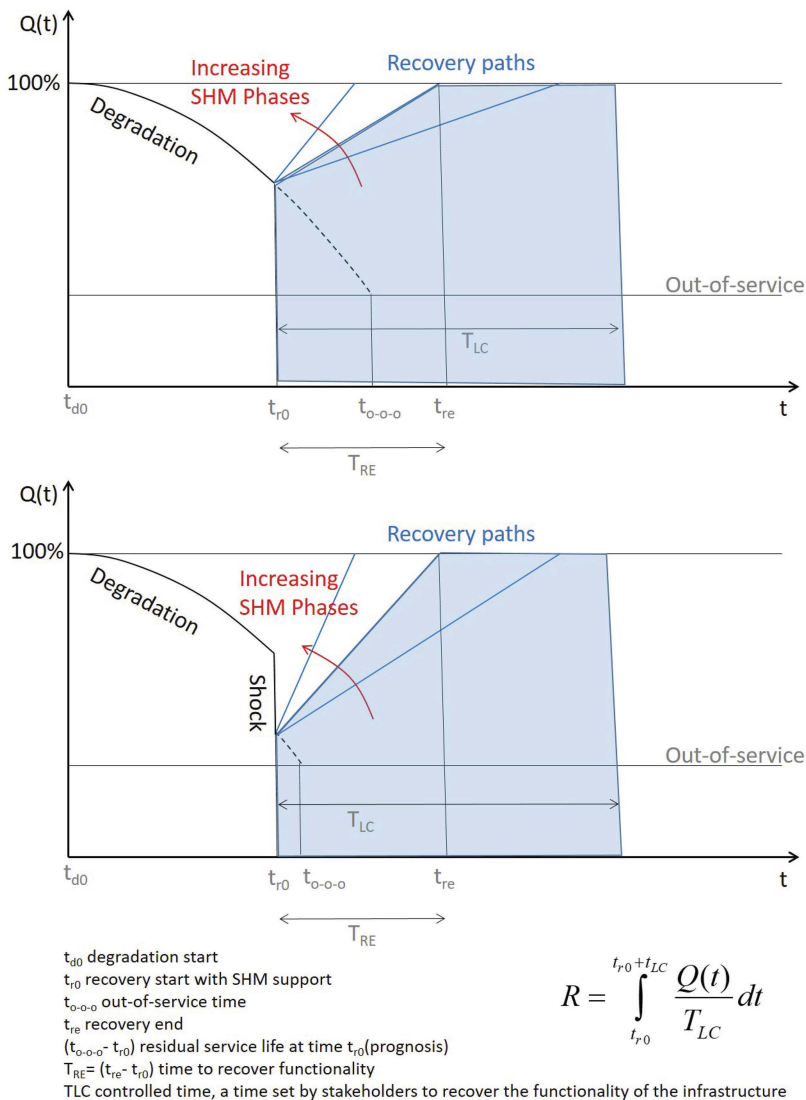 Q(t)
Increasing
SHM Phases
Recovery paths
100%
Degradation
Out-of-service
T_LC
t_d0
t_r0
t_o-o-o
t_re
t
T_RE
Q(t)
Recovery paths
100%
Degradation
Increasing
SHM Phases
Shock
Out-of-service
T_LC
t_d0
t_r0
t_o-o-o
t_re
t
T_RE
t_d0 degradation start
t_r0 recovery start with SHM support
t_o-o-o out-of-service time
t_re recovery end
(t_o-o-o- t_r0) residual service life at time t_r0(prognosis)
T_RE= (t_re- t_r0) time to recover functionality
TLC controlled time, a time set by stakeholders to recover the functionality of the infrastructure
R = ∫_{t_r0}^{t_r0+t_LC} Q(t)/T_LC dt